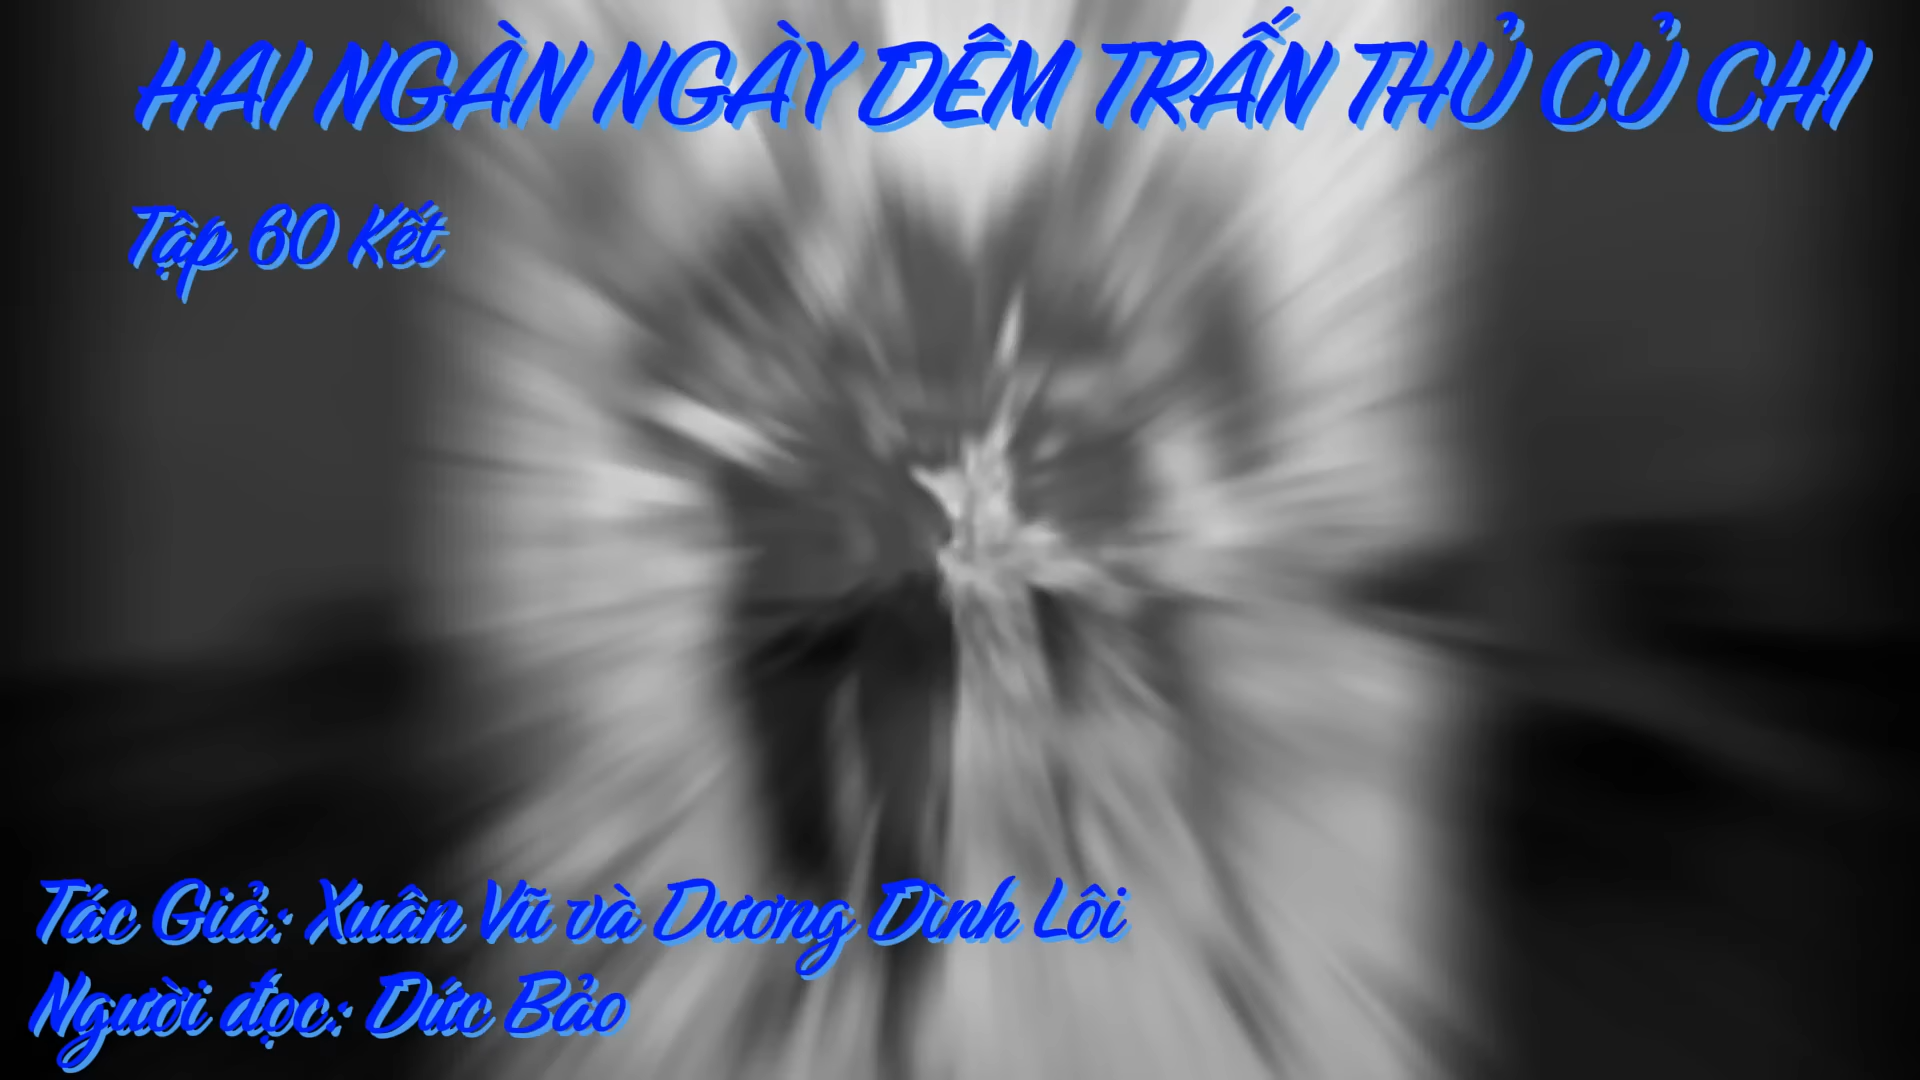 HAI NGÀN NGÀY ĐÊM TRẤN THỦ CỦ CHI
Tập 60 Kết
Tác Giả: Xuân Vũ và Dương Đình Lôi
Người đọc: Đức Bảo